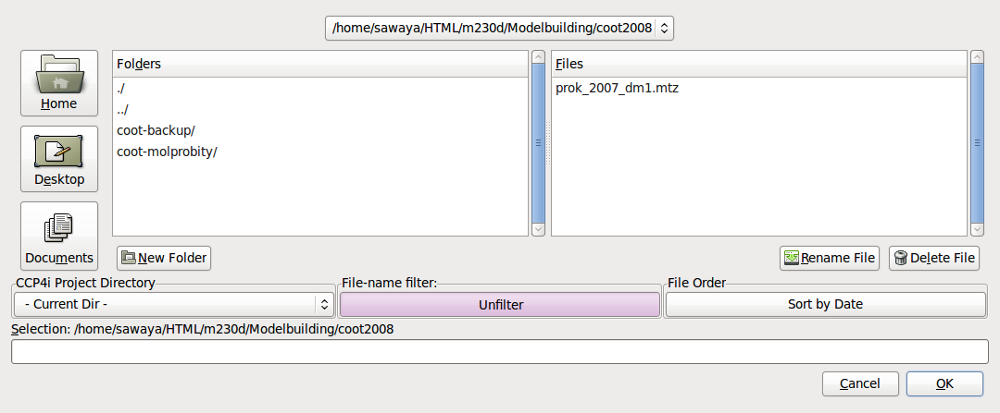 /home/sawaya/HTML/m230d/Modelbuilding/coot2008
Home
Desktop
Documents
Folders
./
../
coot-backup/
coot-molprobity/
Files
prok_2007_dm1.mtz
New Folder
Rename File
Delete File
CCP4i Project Directory
- Current Dir -
File-name filter:
Unfilter
File Order
Sort by Date
Selection: /home/sawaya/HTML/m230d/Modelbuilding/coot2008
Cancel
OK